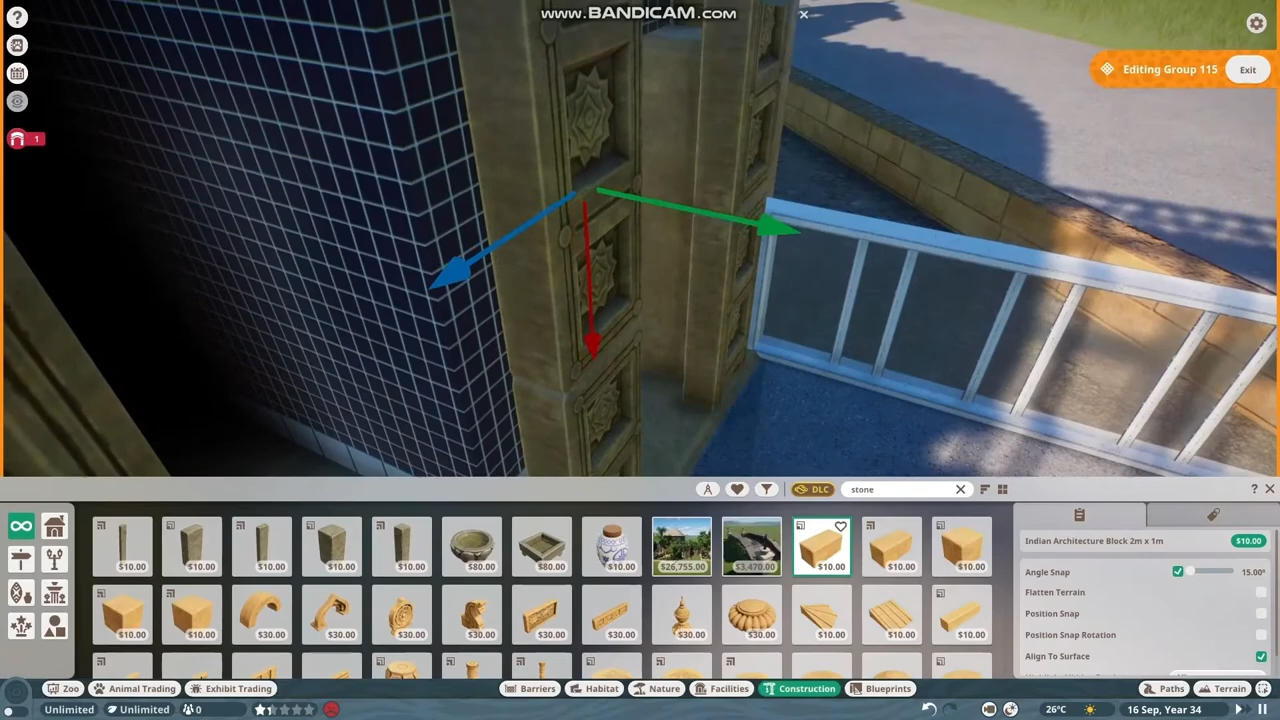 www.BANDICAM.com
Editing Group 115
Exit
1
DLC
stone
$10.00 $10.00 $10.00 $10.00 $10.00 $80.00 $80.00 $10.00 $26,755.00 $3,470.00 $10.00 $10.00 $10.00
$10.00 $10.00 $30.00 $30.00 $30.00 $30.00 $30.00 $30.00 $30.00 $30.00 $10.00 $10.00 $10.00
Indian Architecture Block 2m x 1m $10.00
Angle Snap 15.00°
Flatten Terrain
Position Snap
Position Snap Rotation
Align To Surface
Zoo Animal Trading Exhibit Trading Barriers Habitat Nature Facilities Construction Blueprints Paths Terrain
Unlimited Unlimited 0 26°C 16 Sep, Year 34